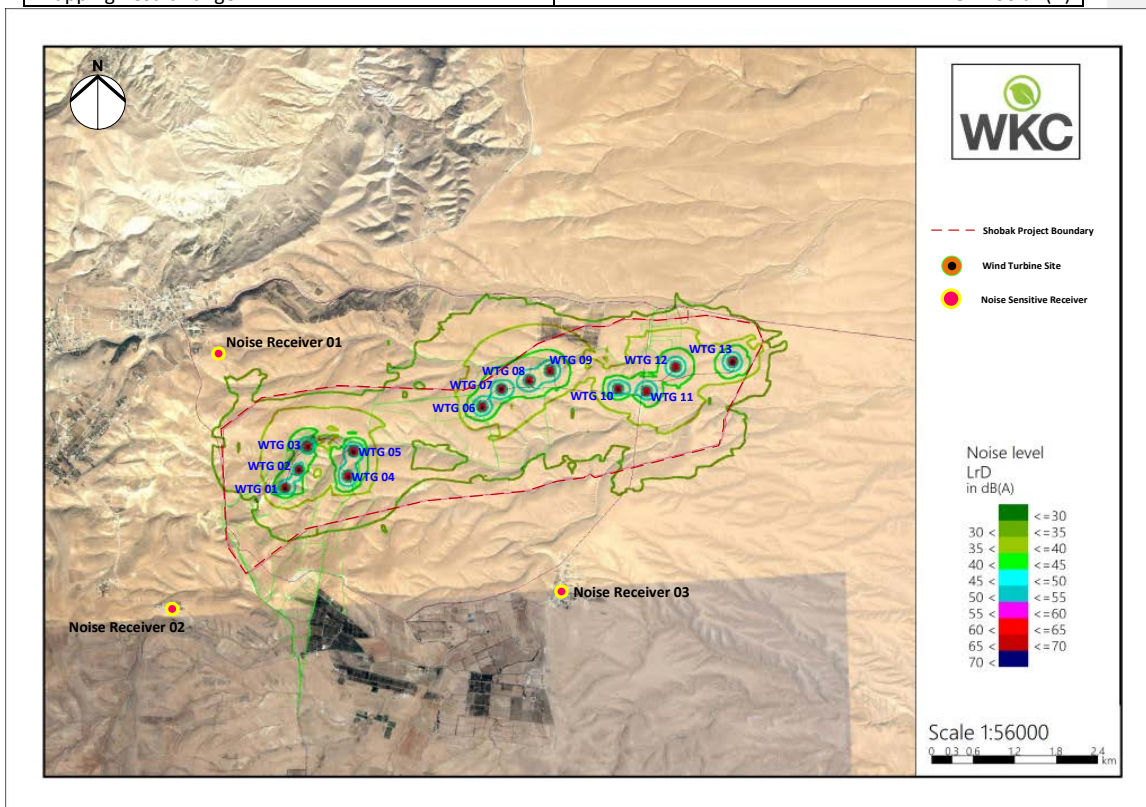 N
WKC
Shobak Project Boundary
Wind Turbine Site
Noise Sensitive Receiver
Noise Receiver 01
WTG 13
WTG 12
WTG 09
WTG 08
WTG 07
WTG 10
WTG 11
WTG 06
WTG 03
WTG 05
WTG 02
WTG 04
WTG 01
Noise Receiver 03
Noise Receiver 02
Noise level
LrD
in dB(A)
<=30
30 < <=35
35 < <=40
40 < <=45
45 < <=50
50 < <=55
55 < <=60
60 < <=65
65 < <=70
70 <
Scale 1:56000
0 0.3 0.6 1.2 1.8 2.4
km